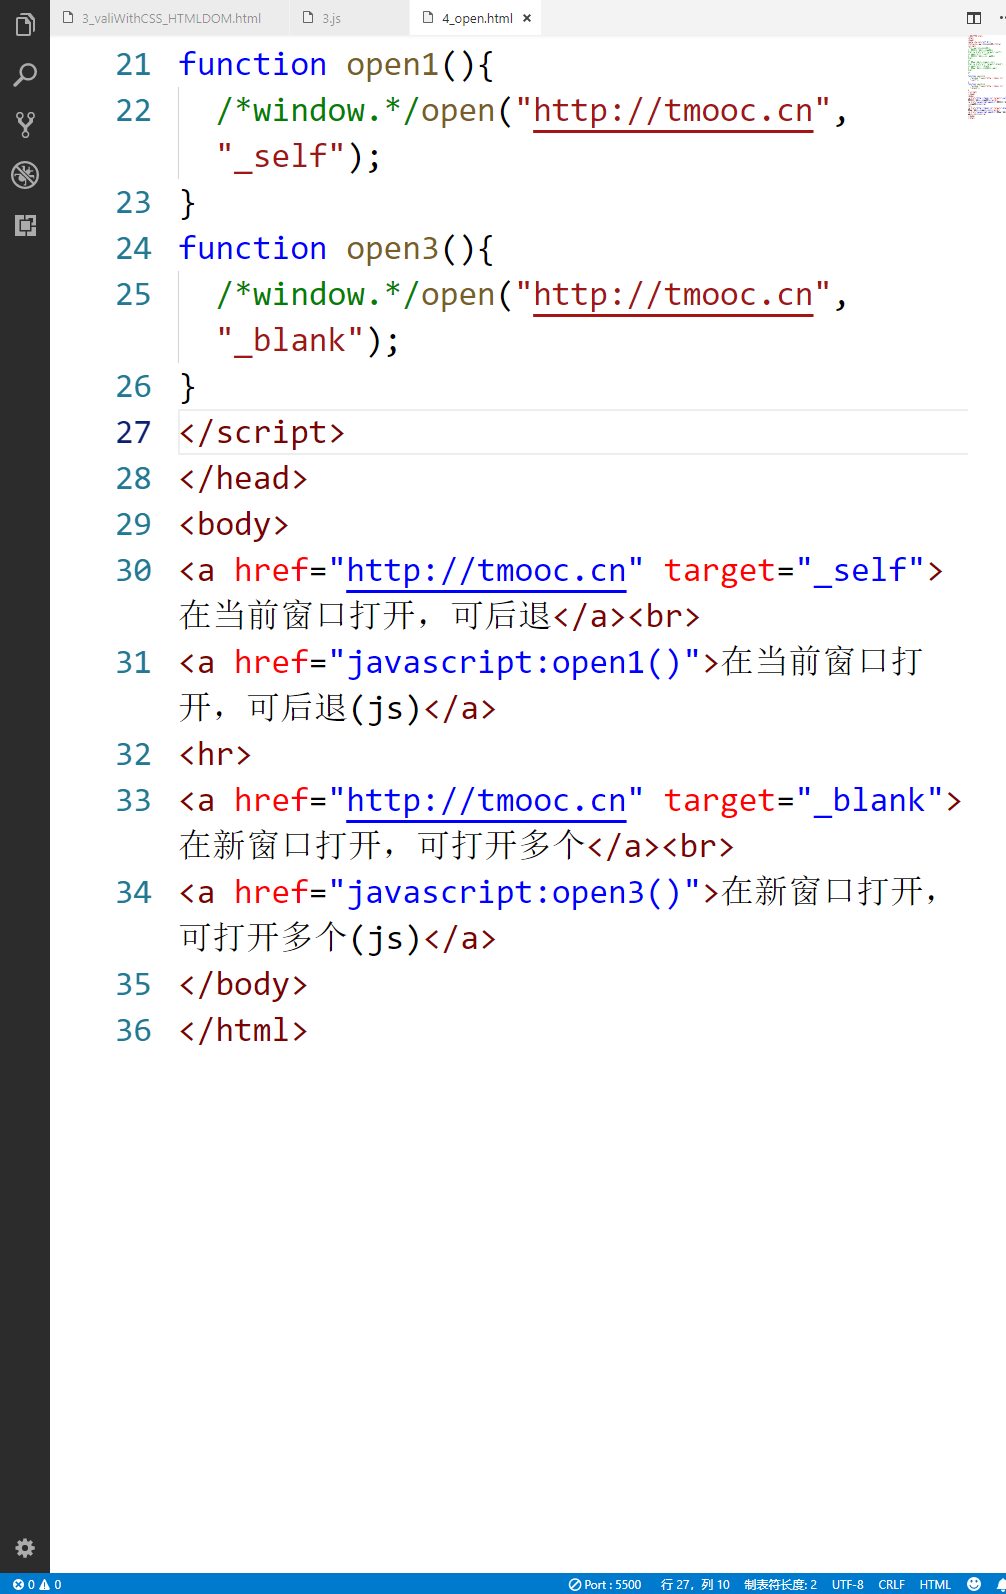 3_valiWithCSS_HTMLDOM.html 3.js 4_open.html ×
21 function open1(){
22 /*window.*/open("http://tmooc.cn",
"_self");
23 }
24 function open3(){
25 /*window.*/open("http://tmooc.cn",
"_blank");
26 }
27 </script>
28 </head>
29 <body>
30 <a href="http://tmooc.cn" target="_self">
在当前窗口打开，可后退</a><br>
31 <a href="javascript:open1()">在当前窗口打
开，可后退(js)</a>
32 <hr>
33 <a href="http://tmooc.cn" target="_blank">
在新窗口打开，可打开多个</a><br>
34 <a href="javascript:open3()">在新窗口打开，
可打开多个(js)</a>
35 </body>
36 </html>
0 0 Port : 5500 行 27，列 10 制表符长度: 2 UTF-8 CRLF HTML